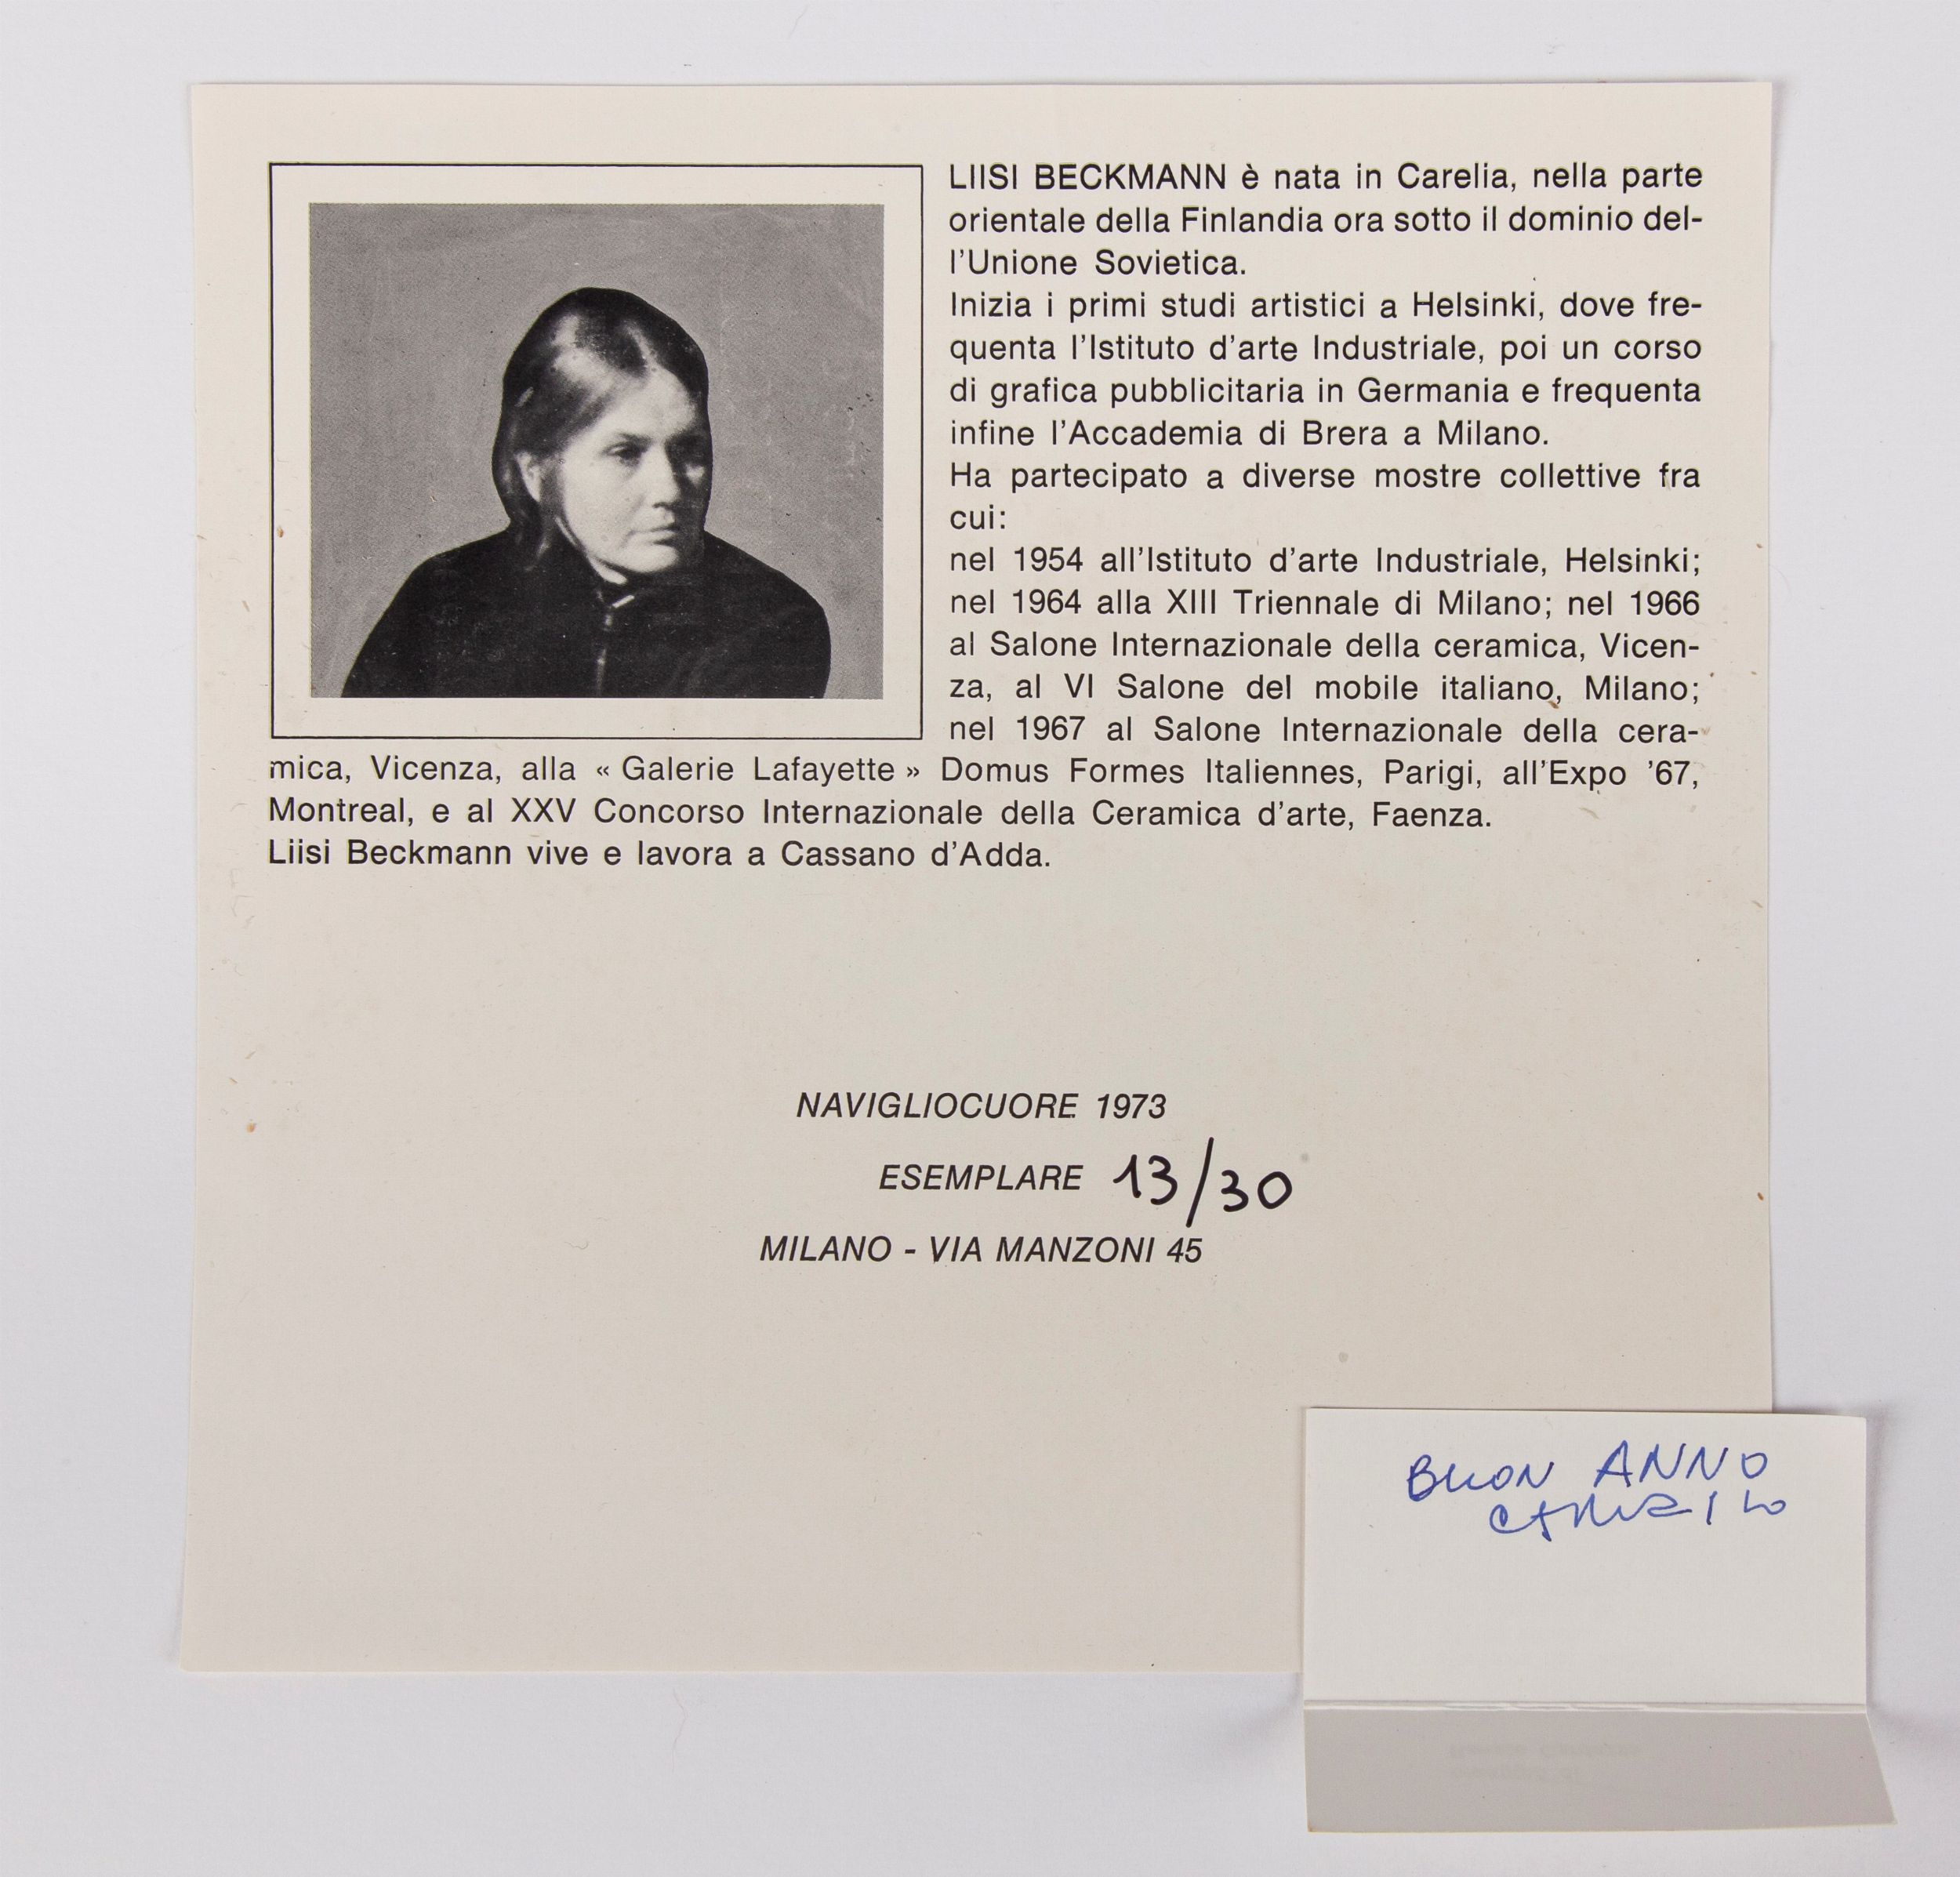 LIISI BECKMANN è nata in Carelia, nella parte
orientale della Finlandia ora sotto il dominio del-
l'Unione Sovietica.
Inizia i primi studi artistici a Helsinki, dove fre-
quenta l'Istituto d'arte Industriale, poi un corso
di grafica pubblicitaria in Germania e frequenta
infine l'Accademia di Brera a Milano.
Ha partecipato a diverse mostre collettive fra
cui:
nel 1954 all'Istituto d'arte Industriale, Helsinki;
nel 1964 alla XIII Triennale di Milano; nel 1966
al Salone Internazionale della ceramica, Vicen-
za, al VI Salone del mobile italiano, Milano;
nel 1967 al Salone Internazionale della cera-
mica, Vicenza, alla « Galerie Lafayette » Domus Formes Italiennes, Parigi, all'Expo '67,
Montreal, e al XXV Concorso Internazionale della Ceramica d'arte, Faenza.
Liisi Beckmann vive e lavora a Cassano d'Adda.
NAVIGLIOCUORE 1973
ESEMPLARE 13/30
MILANO - VIA MANZONI 45
BUON ANNO